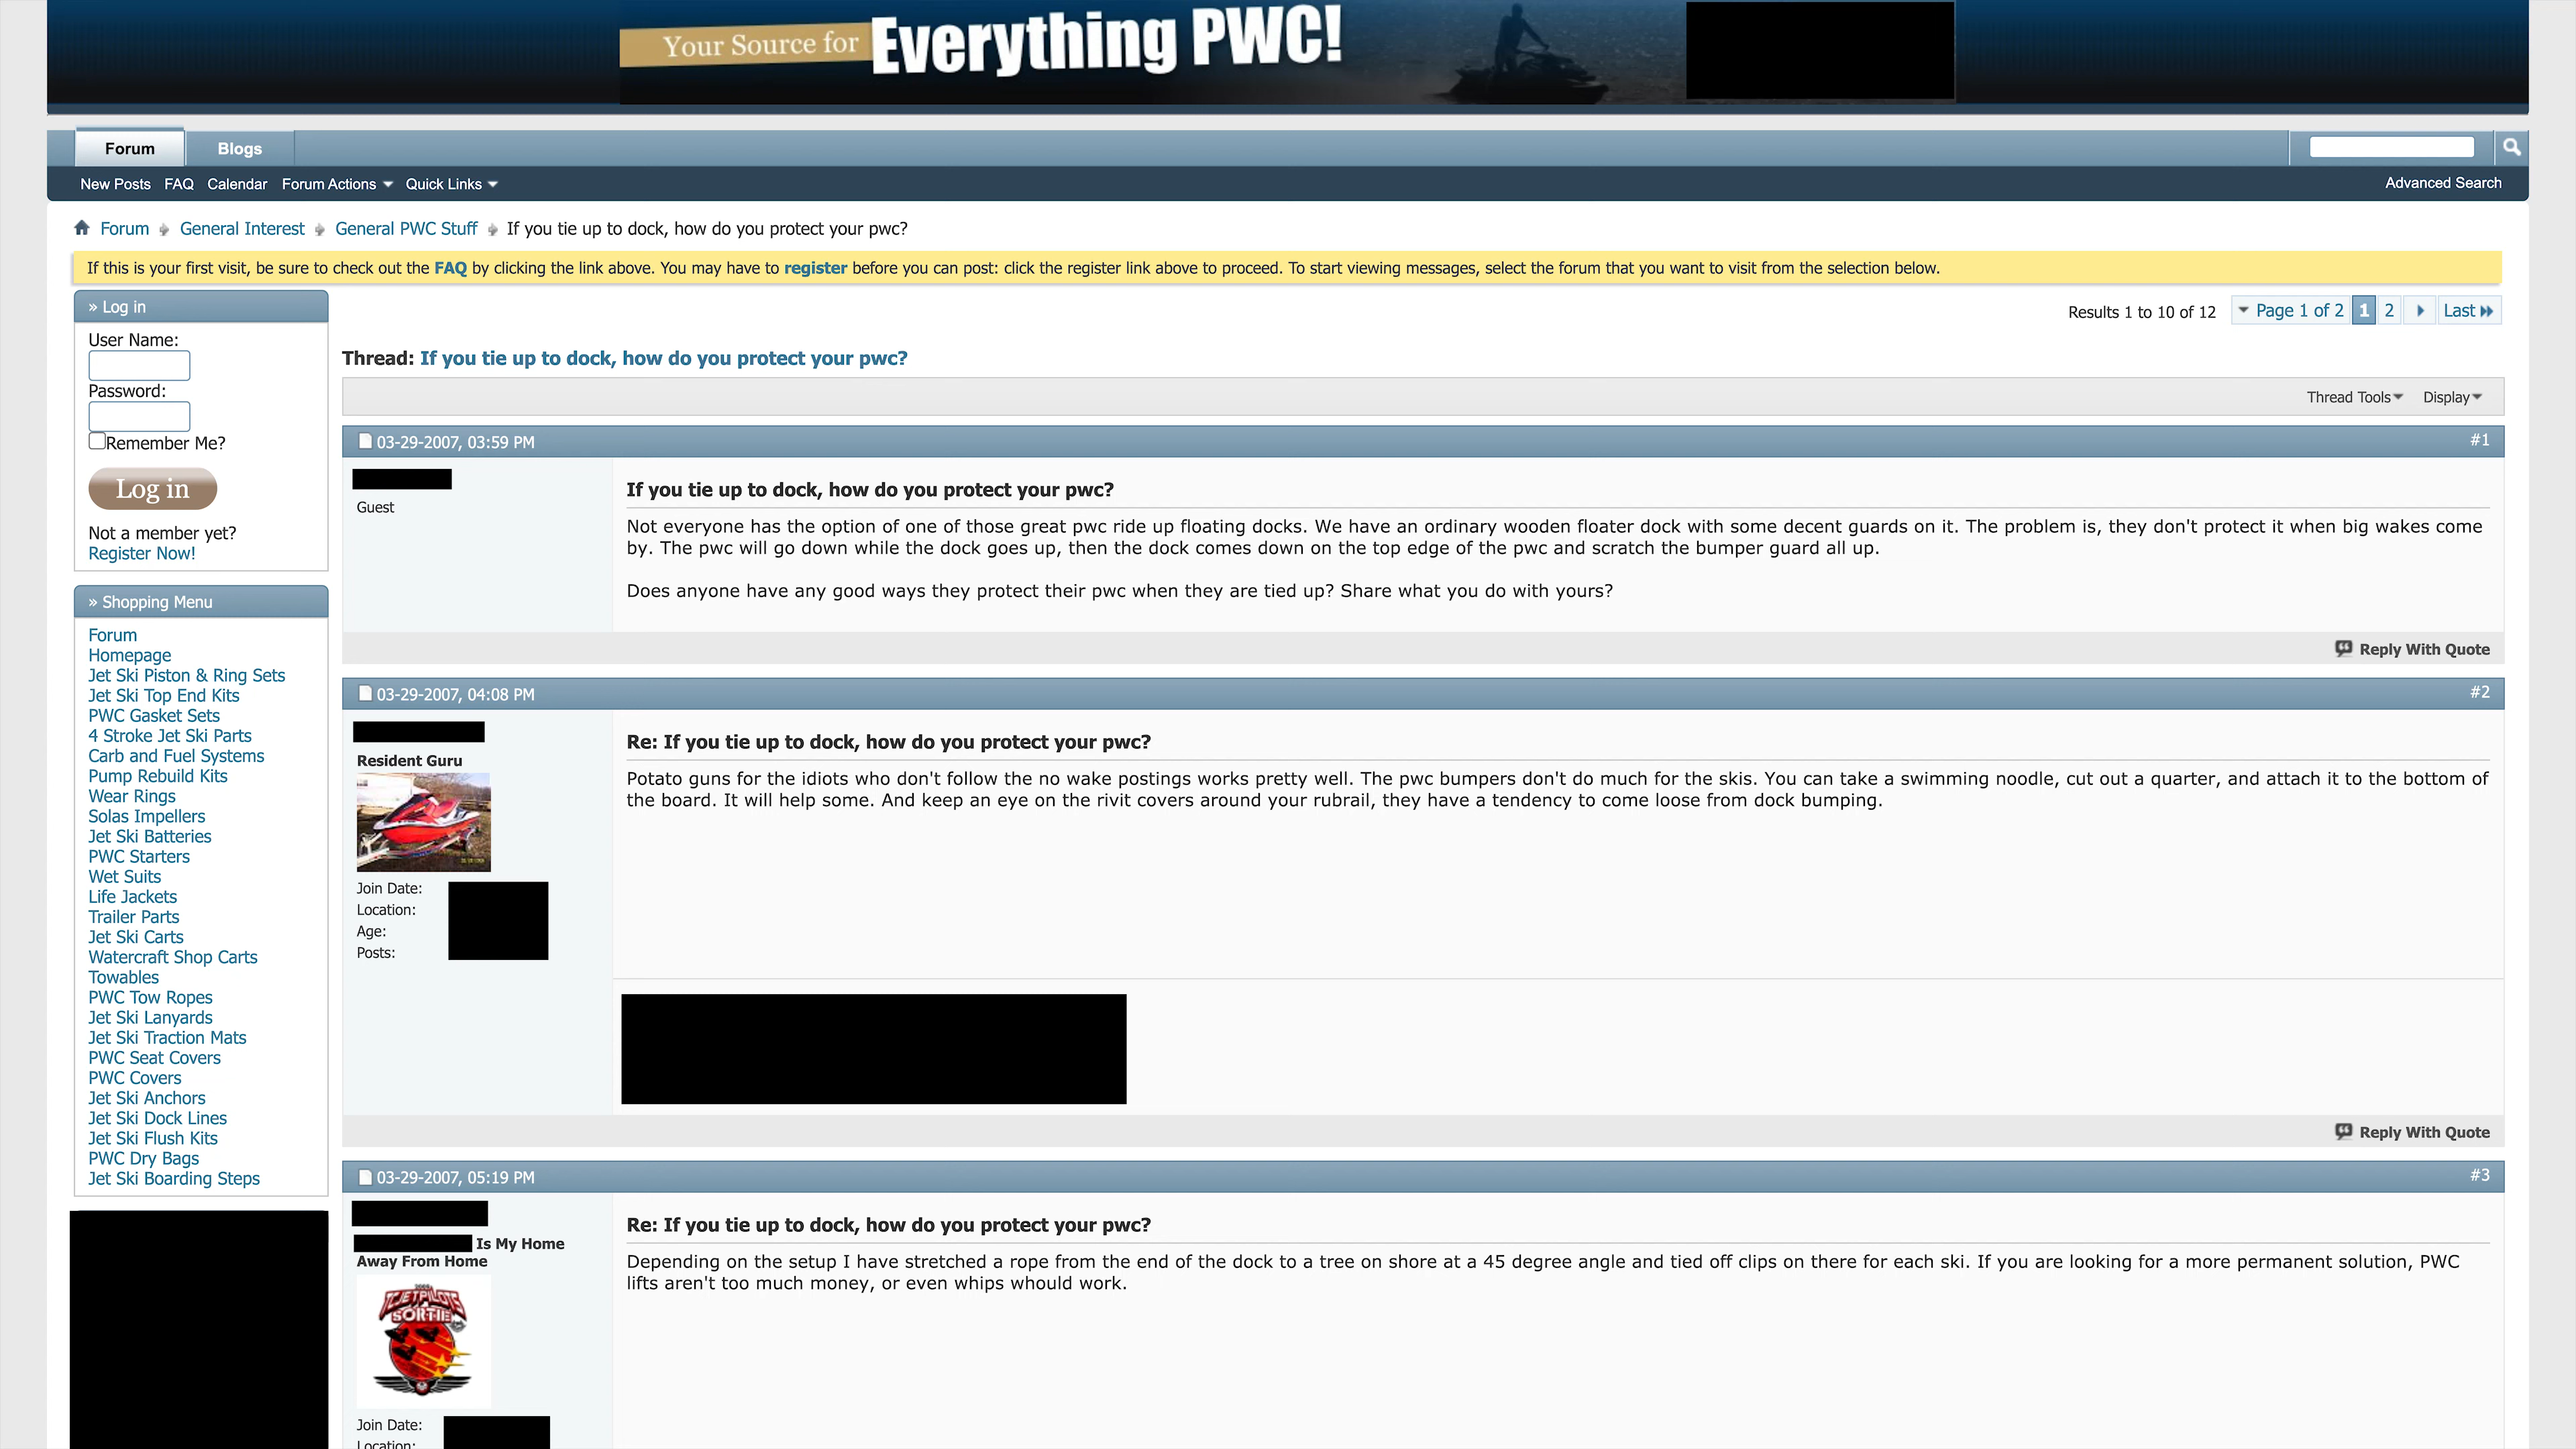 Your Source for Everything PWC!
Forum
Blogs
New Posts FAQ Calendar Forum Actions Quick Links
Advanced Search
Forum General Interest General PWC Stuff If you tie up to dock, how do you protect your pwc?
If this is your first visit, be sure to check out the FAQ by clicking the link above. You may have to register before you can post: click the register link above to proceed. To start viewing messages, select the forum that you want to visit from the selection below.
» Log in
User Name:
Password:
Remember Me?
Log in
Not a member yet?
Register Now!
» Shopping Menu
Forum
Homepage
Jet Ski Piston & Ring Sets
Jet Ski Top End Kits
PWC Gasket Sets
4 Stroke Jet Ski Parts
Carb and Fuel Systems
Pump Rebuild Kits
Wear Rings
Solas Impellers
Jet Ski Batteries
PWC Starters
Wet Suits
Life Jackets
Trailer Parts
Jet Ski Carts
Watercraft Shop Carts
Towables
PWC Tow Ropes
Jet Ski Lanyards
Jet Ski Traction Mats
PWC Seat Covers
PWC Covers
Jet Ski Anchors
Jet Ski Dock Lines
Jet Ski Flush Kits
PWC Dry Bags
Jet Ski Boarding Steps
Results 1 to 10 of 12 Page 1 of 2 1 2 Last
Thread: If you tie up to dock, how do you protect your pwc?
Thread Tools Display
03-29-2007, 03:59 PM #1
Guest
If you tie up to dock, how do you protect your pwc?
Not everyone has the option of one of those great pwc ride up floating docks. We have an ordinary wooden floater dock with some decent guards on it. The problem is, they don't protect it when big wakes come
by. The pwc will go down while the dock goes up, then the dock comes down on the top edge of the pwc and scratch the bumper guard all up.
Does anyone have any good ways they protect their pwc when they are tied up? Share what you do with yours?
Reply With Quote
03-29-2007, 04:08 PM #2
Resident Guru
Join Date:
Location:
Age:
Posts:
Re: If you tie up to dock, how do you protect your pwc?
Potato guns for the idiots who don't follow the no wake postings works pretty well. The pwc bumpers don't do much for the skis. You can take a swimming noodle, cut out a quarter, and attach it to the bottom of
the board. It will help some. And keep an eye on the rivit covers around your rubrail, they have a tendency to come loose from dock bumping.
Reply With Quote
03-29-2007, 05:19 PM #3
Is My Home
Away From Home
SORTIE
Join Date:
Location:
Re: If you tie up to dock, how do you protect your pwc?
Depending on the setup I have stretched a rope from the end of the dock to a tree on shore at a 45 degree angle and tied off clips on there for each ski. If you are looking for a more permanent solution, PWC
lifts aren't too much money, or even whips whould work.